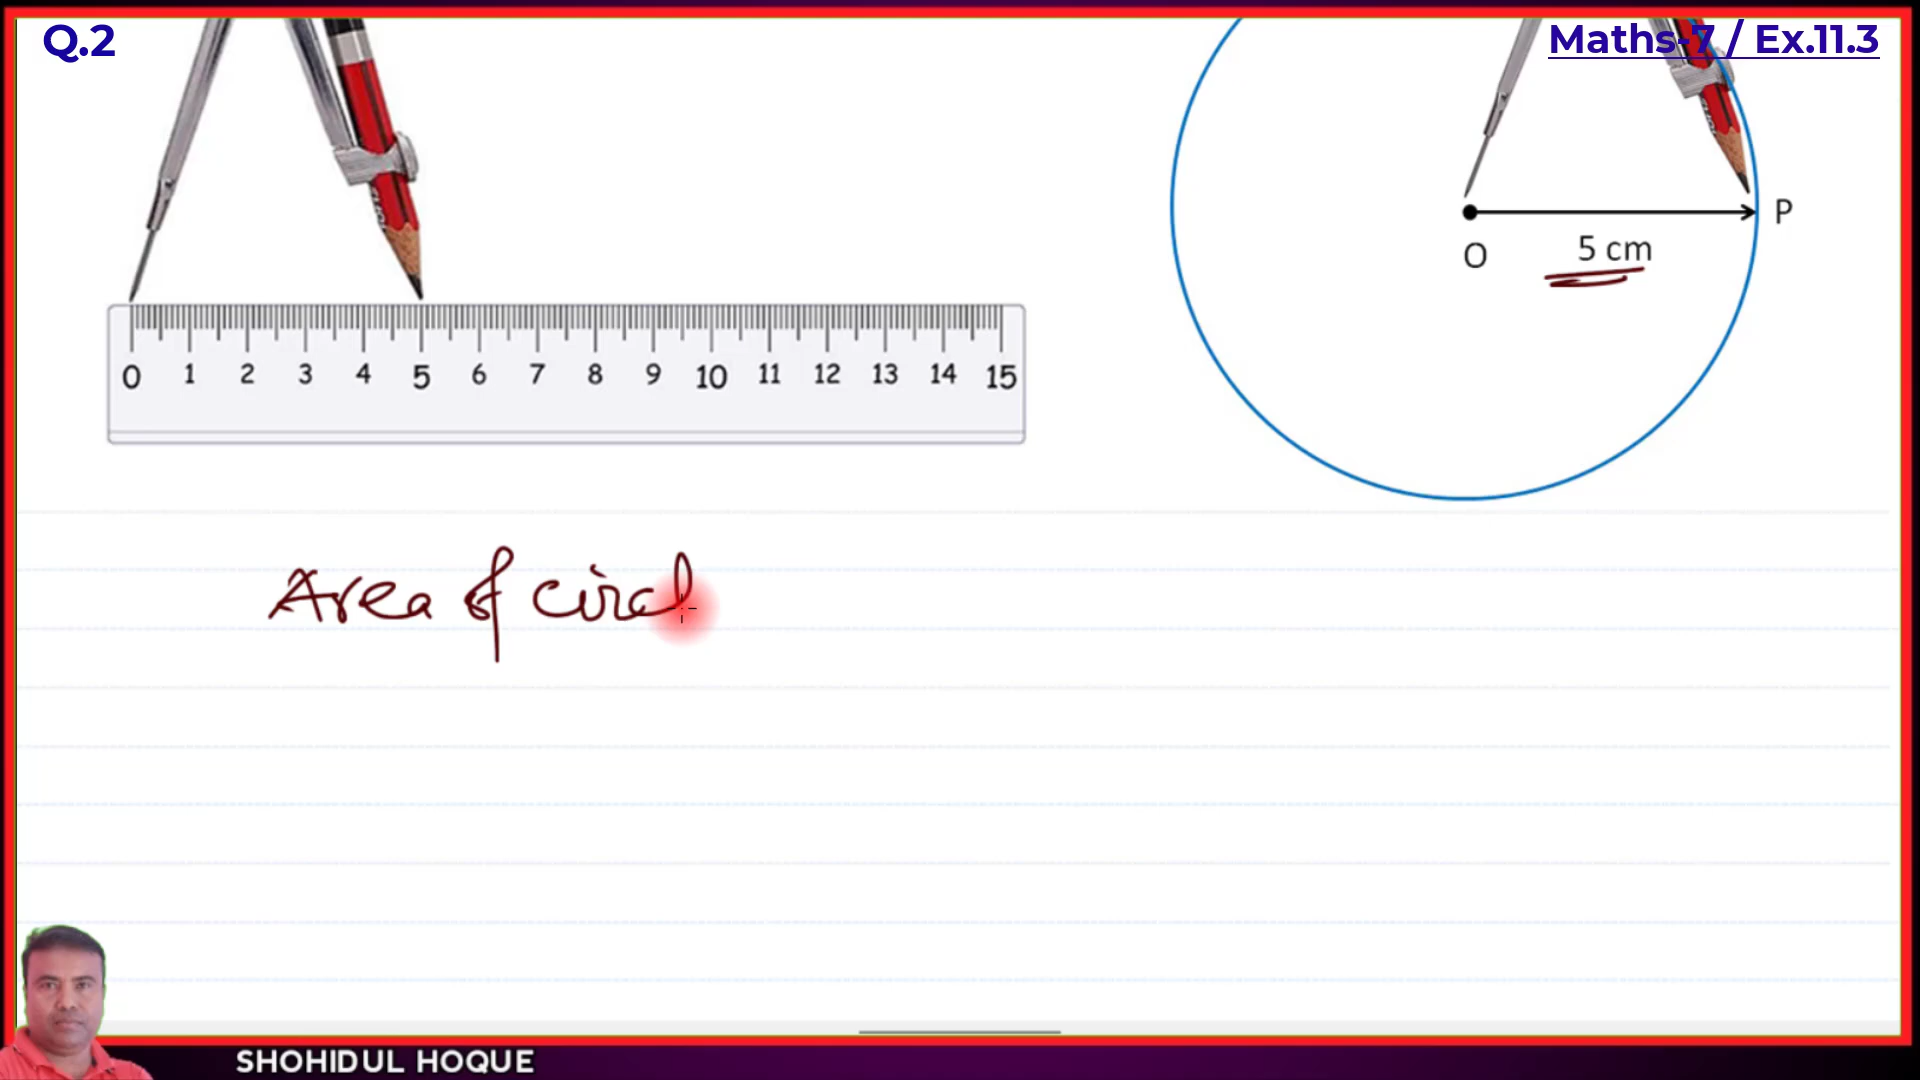 Q.2
Maths-7 / Ex.11.3
P
O
5 cm
0 1 2 3 4 5 6 7 8 9 10 11 12 13 14 15
Area of circl
SHOHIDUL HOQUE